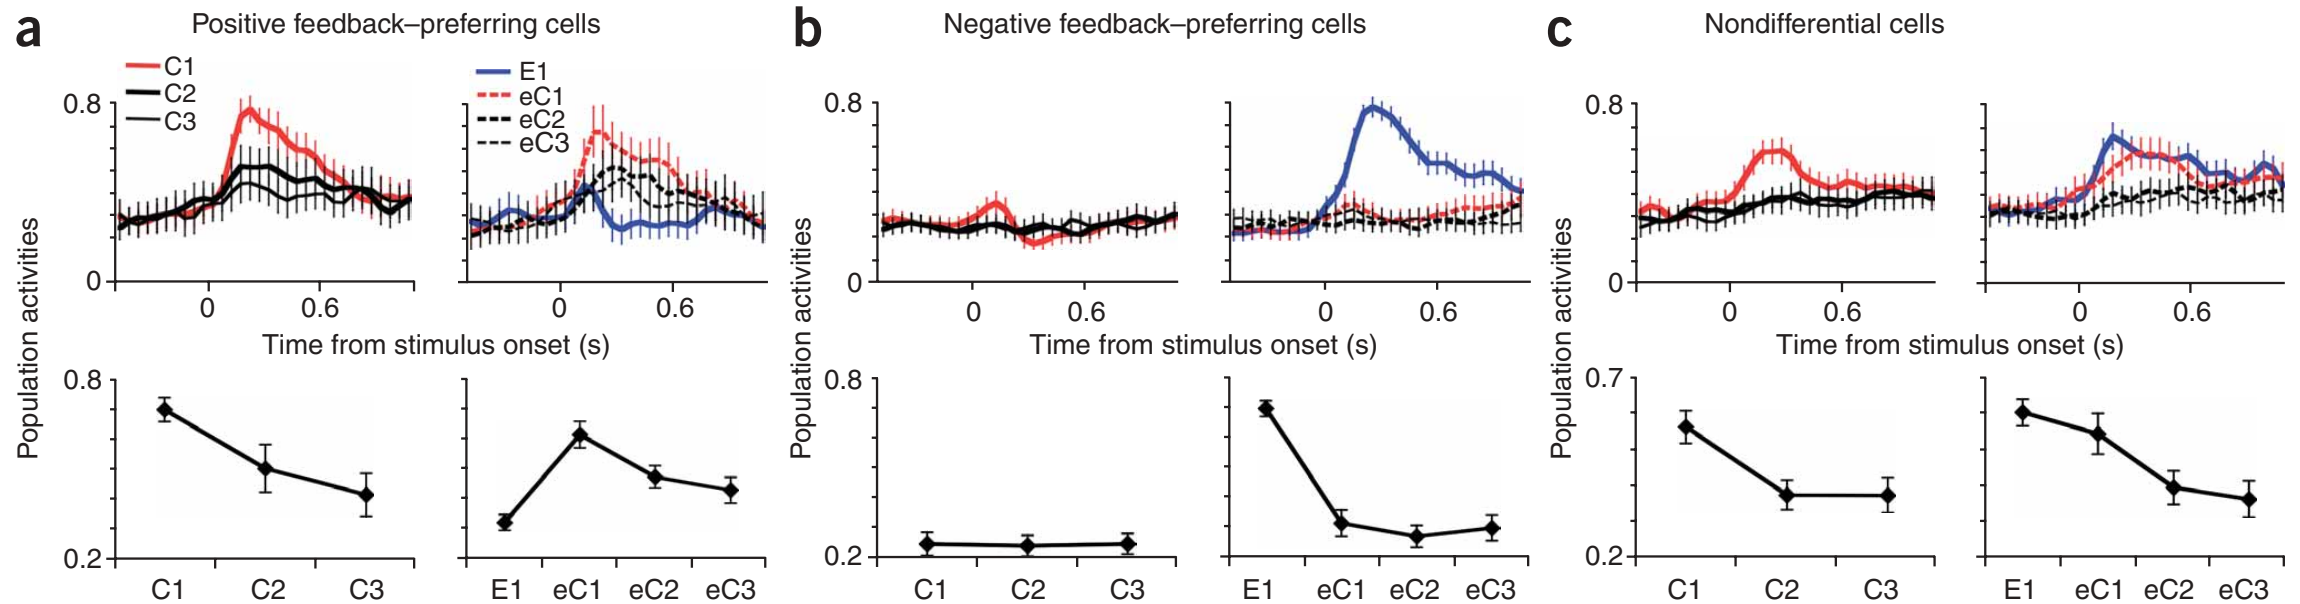 a
Positive feedback–preferring cells
C1
C2
C3
E1
eC1
eC2
eC3
0.8
0
0
0.6
0
0.6
Time from stimulus onset (s)
Population activities
0.8
0.2
C1
C2
C3
E1
eC1
eC2
eC3
b
Negative feedback–preferring cells
0.8
0
0
0.6
0
0.6
Time from stimulus onset (s)
Population activities
0.8
0.2
C1
C2
C3
E1
eC1
eC2
eC3
c
Nondifferential cells
0.8
0
0
0.6
0
0.6
Time from stimulus onset (s)
Population activities
0.7
0.2
C1
C2
C3
E1
eC1
eC2
eC3